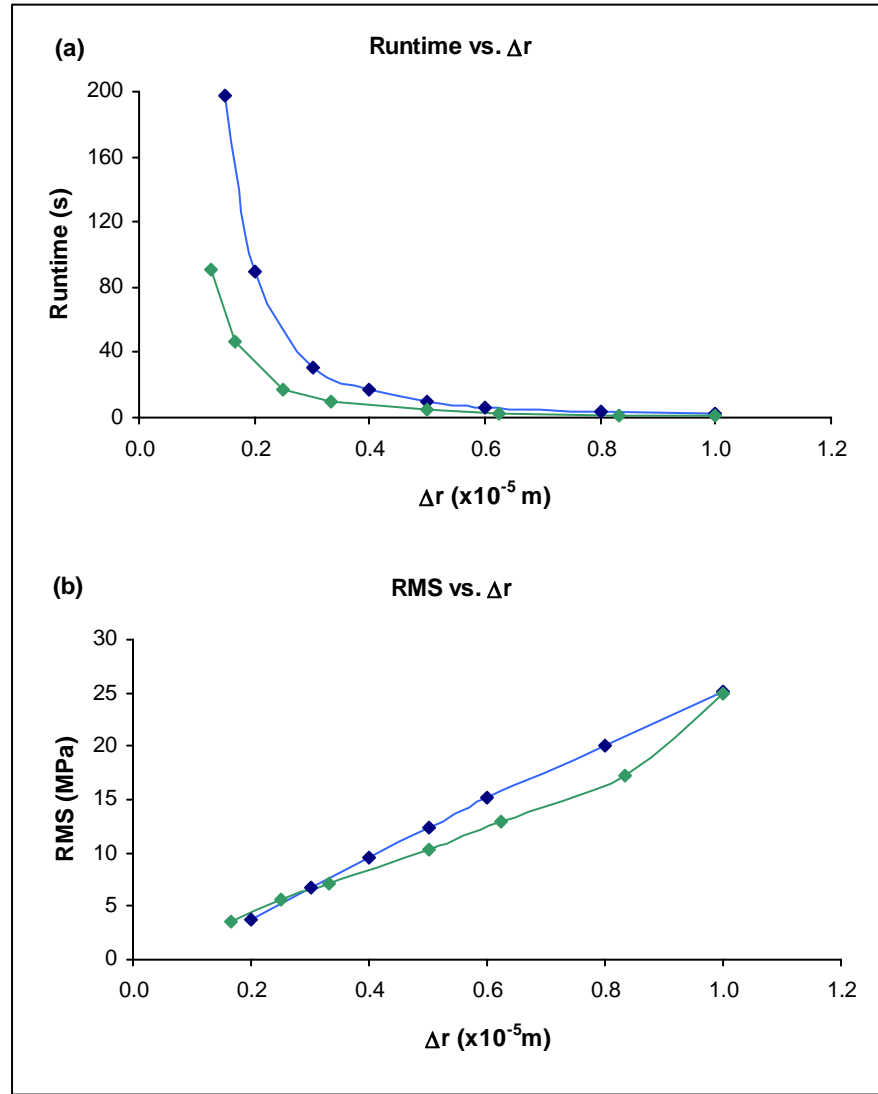 (a) Runtime vs. Δr
200
160
120
80
40
0
Runtime (s)
0.0 0.2 0.4 0.6 0.8 1.0 1.2
Δr (x10⁻⁵ m)
(b) RMS vs. Δr
30
25
20
15
10
5
0
RMS (MPa)
0.0 0.2 0.4 0.6 0.8 1.0 1.2
Δr (x10⁻⁵m)